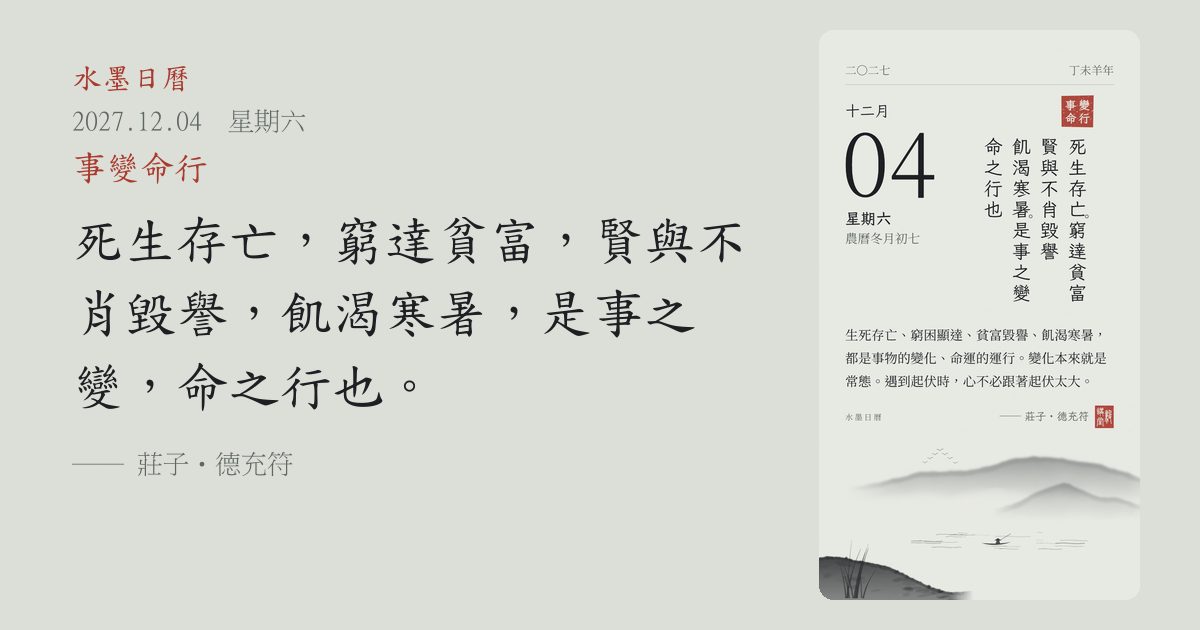 水墨日曆
2027.12.04 星期六
事變命行
死生存亡，窮達貧富，賢與不
肖毀譽，飢渴寒暑，是事之
變，命之行也。
—— 莊子・德充符
二〇二七
丁未羊年
十二月
04
星期六
農曆冬月初七
變行
事命
死生存亡。窮達貧富
賢與不肖毀譽
飢渴寒暑。是事之變
命之行也
生死存亡、窮困顯達、貧富毀譽、飢渴寒暑，
都是事物的變化、命運的運行。變化本來就是
常態。遇到起伏時，心不必跟著起伏太大。
水墨日曆
—— 莊子・德充符